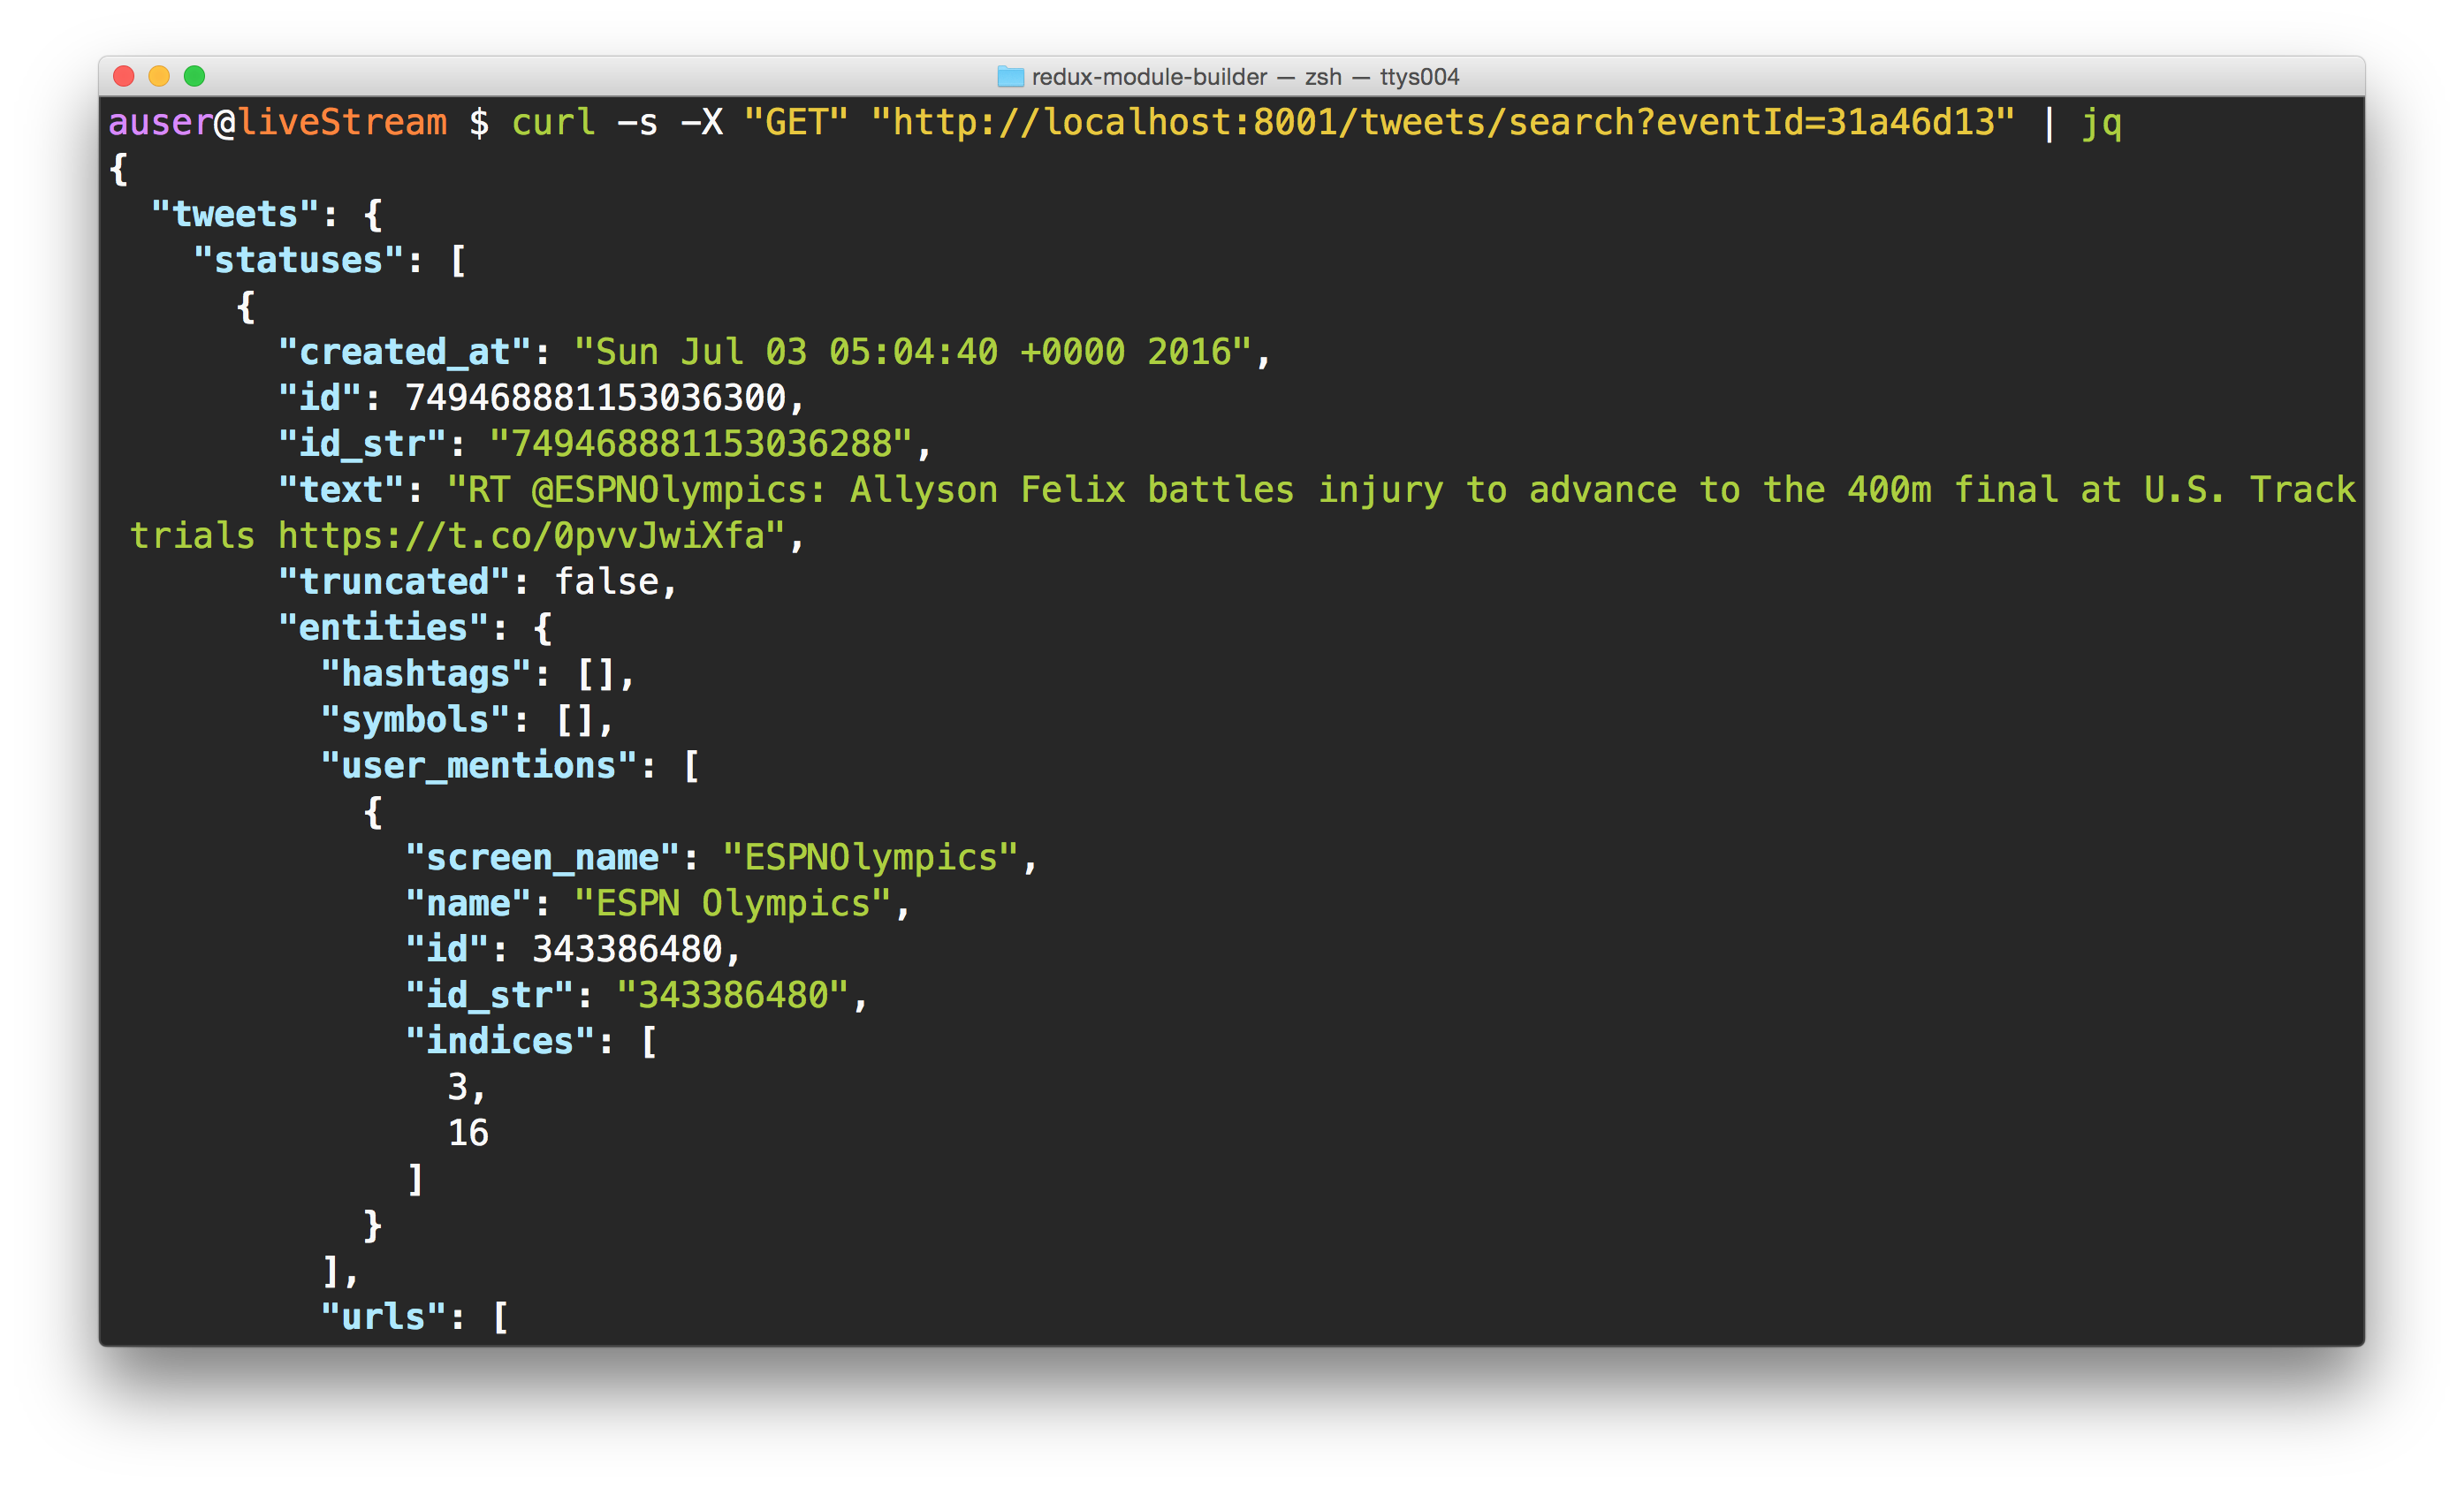 redux-module-builder — zsh — ttys004
auser@liveStream $ curl -s -X "GET" "http://localhost:8001/tweets/search?eventId=31a46d13" | jq
{
  "tweets": {
    "statuses": [
      {
        "created_at": "Sun Jul 03 05:04:40 +0000 2016",
        "id": 749468881153036300,
        "id_str": "749468881153036288",
        "text": "RT @ESPNOlympics: Allyson Felix battles injury to advance to the 400m final at U.S. Track
 trials https://t.co/0pvvJwiXfa",
        "truncated": false,
        "entities": {
          "hashtags": [],
          "symbols": [],
          "user_mentions": [
            {
              "screen_name": "ESPNOlympics",
              "name": "ESPN Olympics",
              "id": 343386480,
              "id_str": "343386480",
              "indices": [
                3,
                16
              ]
            }
          ],
          "urls": [